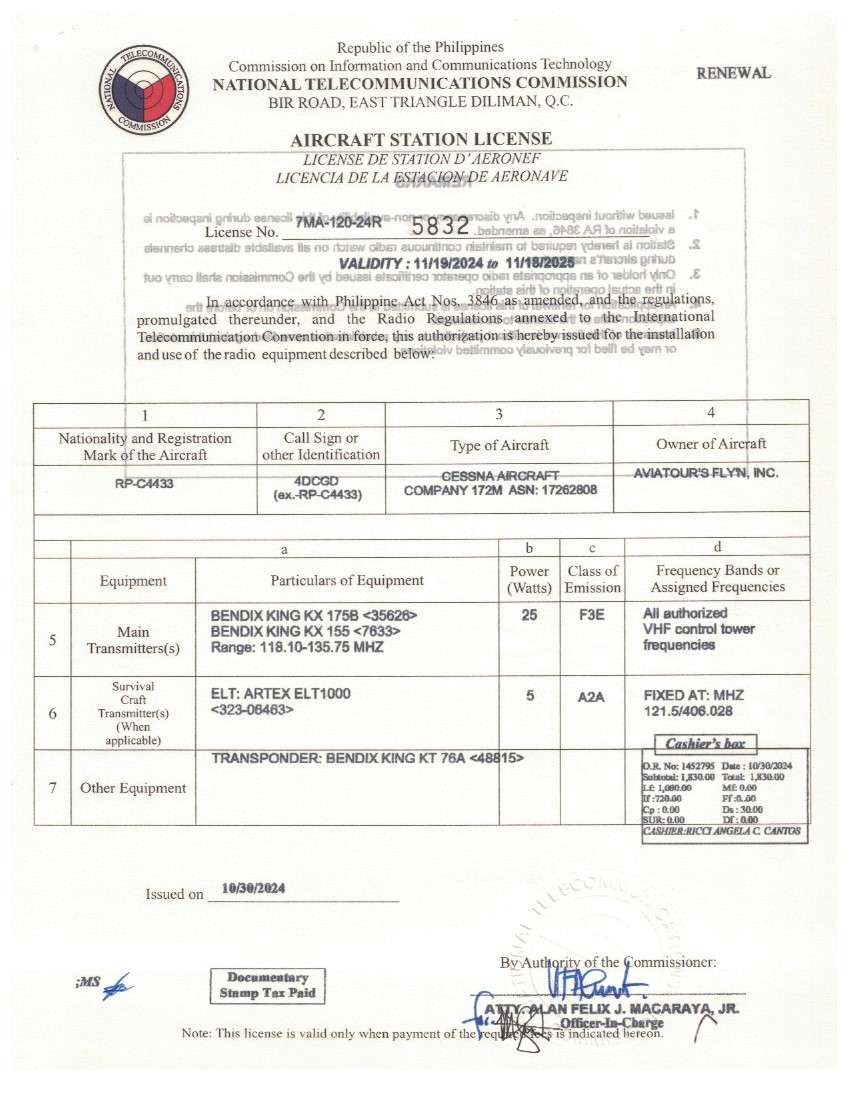 Republic of the Philippines
Commission on Information and Communications Technology
NATIONAL TELECOMMUNICATIONS COMMISSION
BIR ROAD, EAST TRIANGLE DILIMAN, Q.C.
RENEWAL
NATIONAL TELECOMMUNICATIONS COMMISSION
AIRCRAFT STATION LICENSE
LICENSE DE STATION D'AERONEF
LICENCIA DE LA ESTACION DE AERONAVE
License No. 7MA-120-24R 5832
VALIDITY : 11/19/2024 to 11/18/2025
In accordance with Philippine Act Nos. 3846 as amended, and the regulations,
promulgated thereunder, and the Radio Regulations annexed to the International
Telecommunication Convention in force, this authorization is hereby issued for the installation
and use of the radio equipment described below:
1 2 3 4
Nationality and Registration Mark of the Aircraft
Call Sign or other Identification
Type of Aircraft
Owner of Aircraft
RP-C4433
4DCGD
(ex.-RP-C4433)
CESSNA AIRCRAFT
COMPANY 172M ASN: 17262808
AVIATOUR'S FLY'N, INC.
a b c d
Equipment
Particulars of Equipment
Power (Watts)
Class of Emission
Frequency Bands or Assigned Frequencies
5
Main
Transmitters(s)
BENDIX KING KX 175B <35626>
BENDIX KING KX 155 <7633>
Range: 118.10-135.75 MHZ
25
F3E
All authorized
VHF control tower
frequencies
6
Survival
Craft
Transmitter(s)
(When
applicable)
ELT: ARTEX ELT1000
<323-06463>
5
A2A
FIXED AT: MHZ
121.5/406.028
7
Other Equipment
TRANSPONDER: BENDIX KING KT 76A <48815>
Cashier's box
O.R. No: 1452795 Date : 10/30/2024
Subtotal: 1,830.00 Total: 1,830.00
Lf: 1,080.00 Mf: 0.00
If :720.00 Ff :0..00
Cp : 0.00 Ds : 30.00
SUR: 0.00 Df : 0.00
CASHIER:RICCI ANGELA C. CANTOS
Issued on 10/30/2024
By Authority of the Commissioner:
;MS
Documentary
Stamp Tax Paid
ATTY. ALAN FELIX J. MACARAYA, JR.
Officer-In-Charge
Note: This license is valid only when payment of the required fees is indicated hereon.